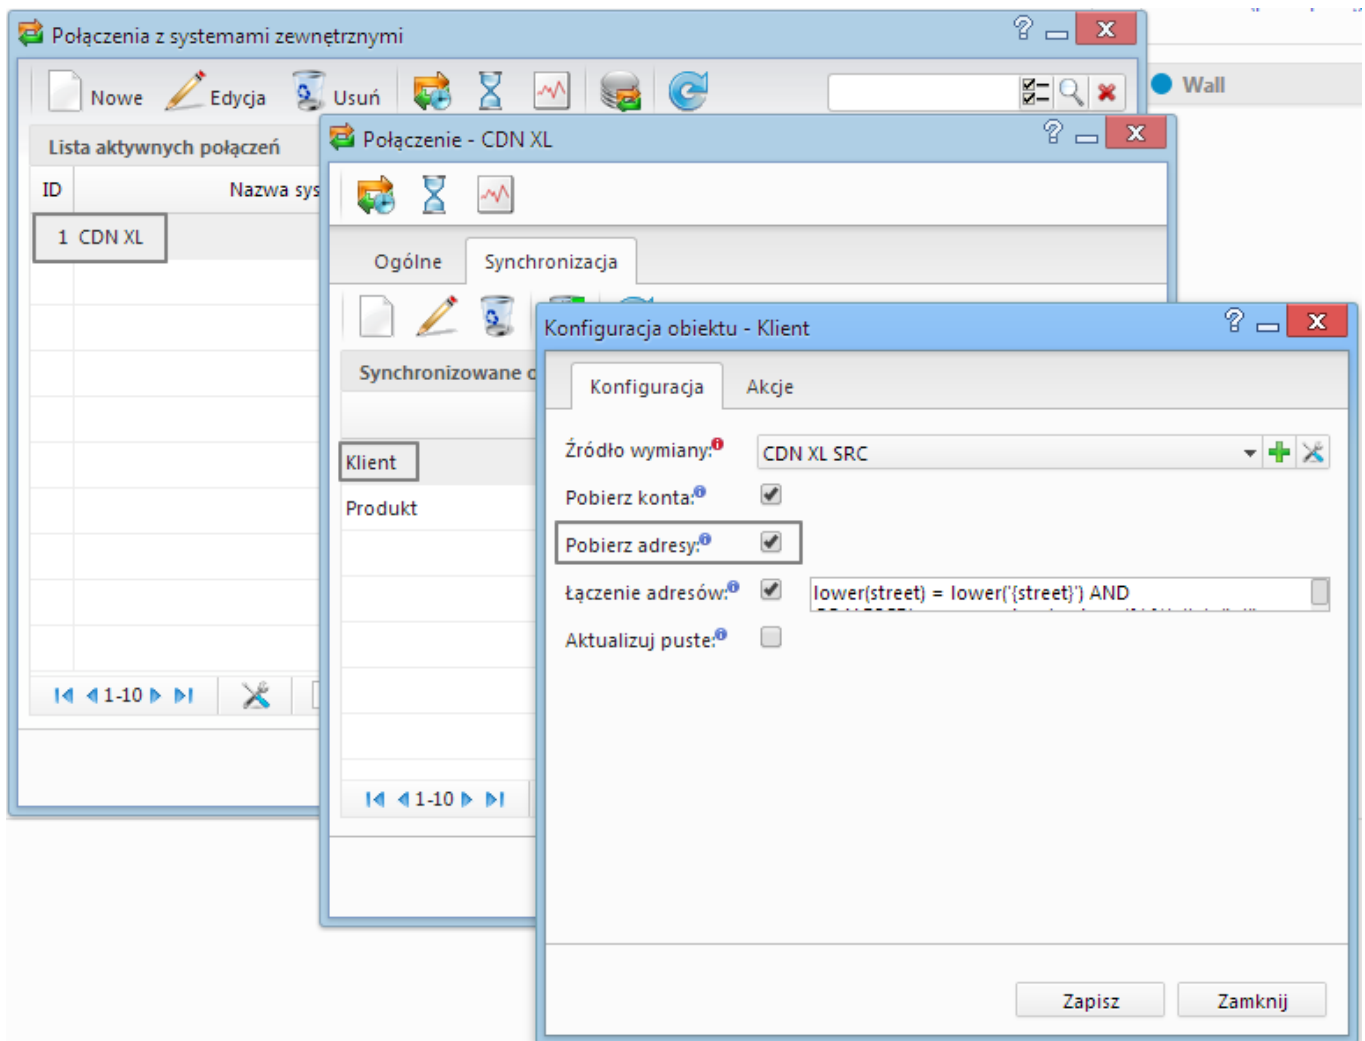 Połączenia z systemami zewnętrznymi
Nowe Edycja Usuń
Wall
Lista aktywnych połączeń
Połączenie - CDN XL
ID Nazwa sys
1 CDN XL
Ogólne Synchronizacja
Konfiguracja obiektu - Klient
Synchronizowane o
Konfiguracja Akcje
Klient
Produkt
Źródło wymiany: CDN XL SRC
Pobierz konta:
Pobierz adresy:
Łączenie adresów: lower(street) = lower('{street}') AND
Aktualizuj puste:
1-10
1-10
Zapisz Zamknij